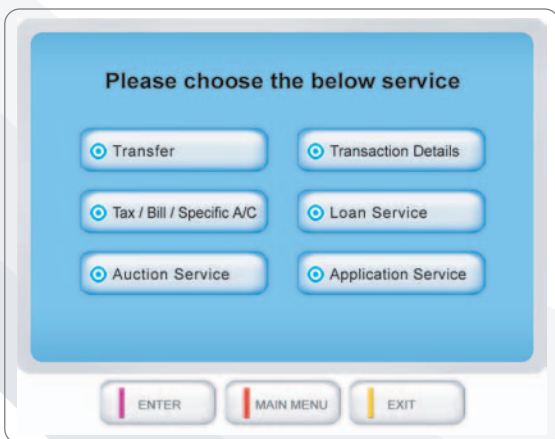 Please choose the below service
Transfer
Transaction Details
Tax / Bill / Specific A/C
Loan Service
Auction Service
Application Service
ENTER
MAIN MENU
EXIT